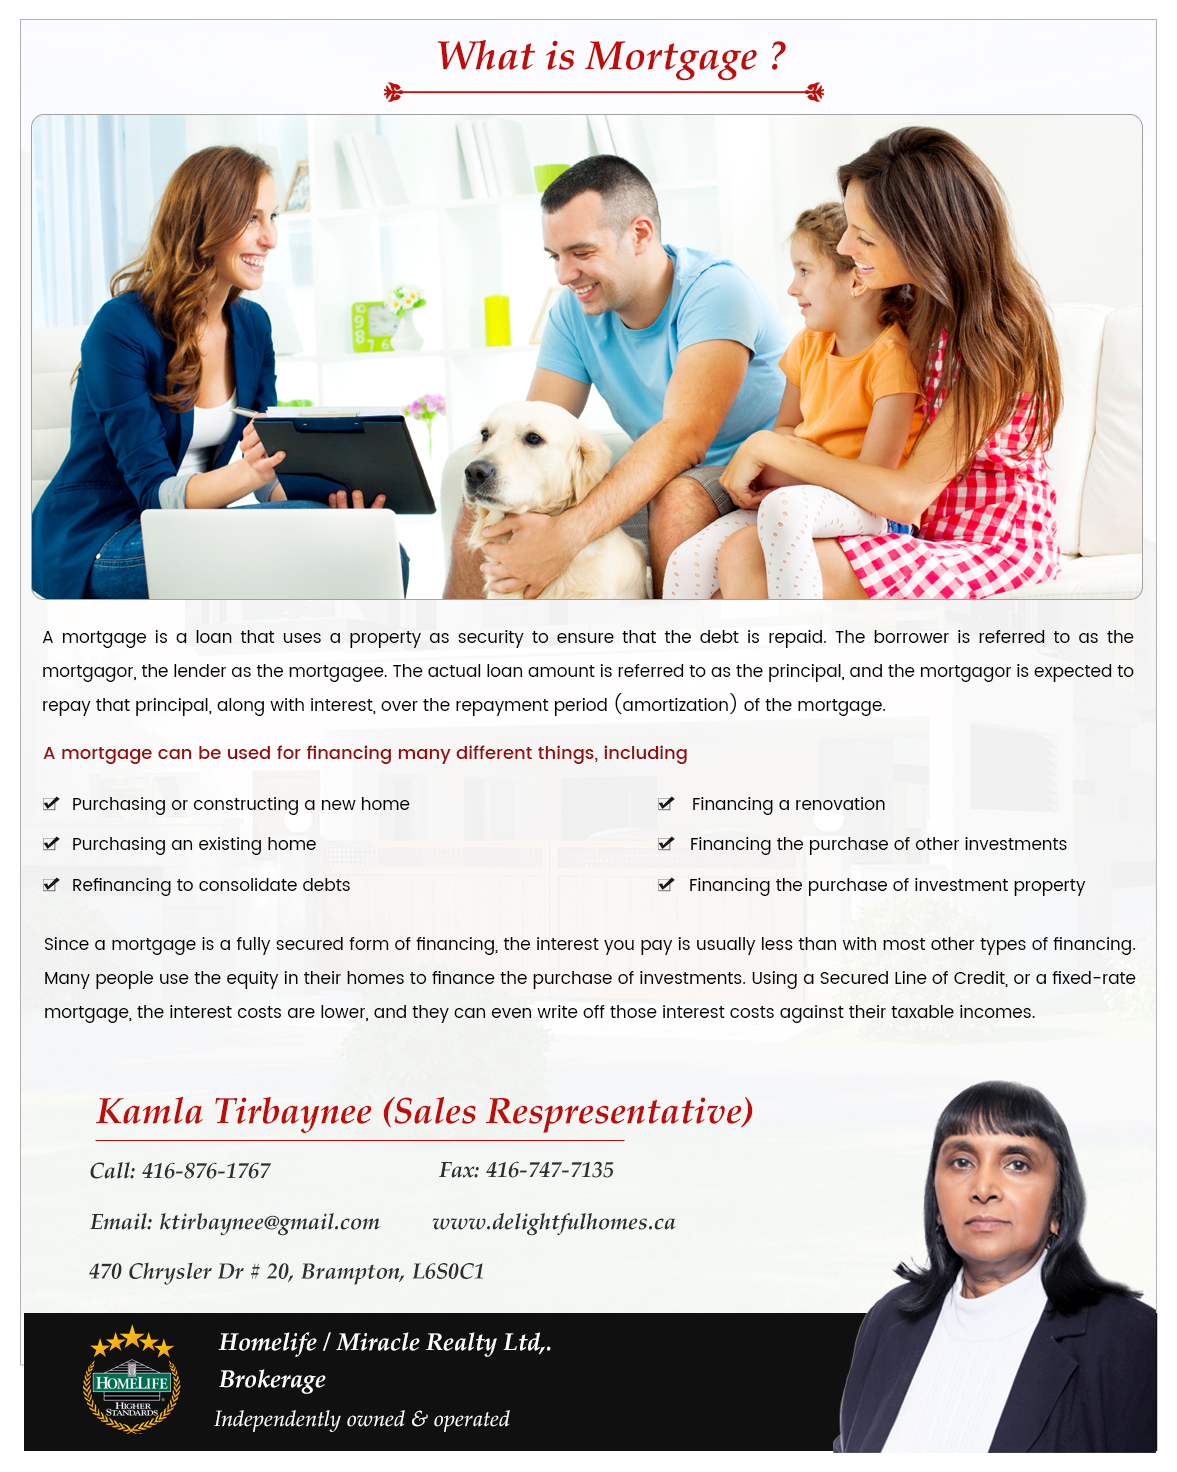 What is Mortgage ?
A mortgage is a loan that uses a property as security to ensure that the debt is repaid. The borrower is referred to as the
mortgagor, the lender as the mortgagee. The actual loan amount is referred to as the principal, and the mortgagor is expected to
repay that principal, along with interest, over the repayment period (amortization) of the mortgage.
A mortgage can be used for financing many different things, including
Purchasing or constructing a new home
Financing a renovation
Purchasing an existing home
Financing the purchase of other investments
Refinancing to consolidate debts
Financing the purchase of investment property
Since a mortgage is a fully secured form of financing, the interest you pay is usually less than with most other types of financing.
Many people use the equity in their homes to finance the purchase of investments. Using a Secured Line of Credit, or a fixed-rate
mortgage, the interest costs are lower, and they can even write off those interest costs against their taxable incomes.
Kamla Tirbaynee (Sales Respresentative)
Call: 416-876-1767
Fax: 416-747-7135
Email: ktirbaynee@gmail.com
www.delightfulhomes.ca
470 Chrysler Dr # 20, Brampton, L6S0C1
HOMELIFE
HIGHER
STANDARDS
Homelife / Miracle Realty Ltd,.
Brokerage
Independently owned & operated